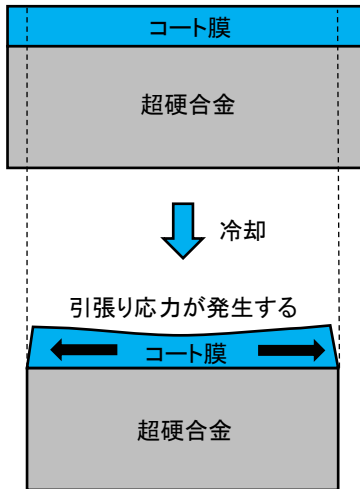 コート膜
超硬合金
冷却
引張り応力が発生する
コート膜
超硬合金